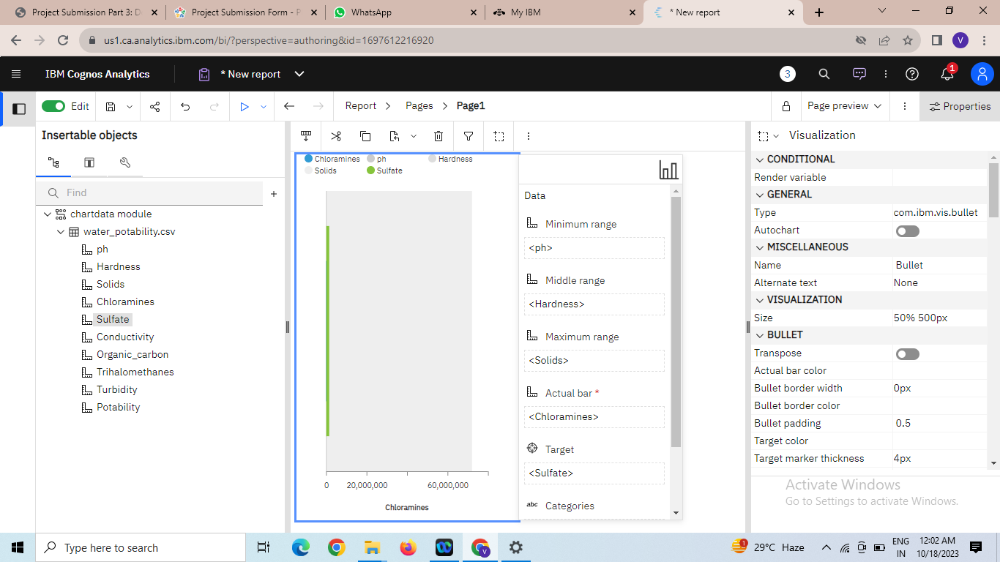 Project Submission Part 3: D
Project Submission Form - P
WhatsApp
My IBM
* New report
us1.ca.analytics.ibm.com/bi/?perspective=authoring&id=1697612216920
V
IBM Cognos Analytics
* New report
3
1
Edit
Report
Pages
Page1
Page preview
Properties
Insertable objects
Find
chartdata module
water_potability.csv
ph
Hardness
Solids
Chloramines
Sulfate
Conductivity
Organic_carbon
Trihalomethanes
Turbidity
Potability
Chloramines ph Hardness
Solids Sulfate
0 20,000,000 60,000,000
Chloramines
Data
Minimum range
<ph>
Middle range
<Hardness>
Maximum range
<Solids>
Actual bar *
<Chloramines>
Target
<Sulfate>
abc Categories
Visualization
CONDITIONAL
Render variable
GENERAL
Type com.ibm.vis.bullet
Autochart
MISCELLANEOUS
Name Bullet
Alternate text None
VISUALIZATION
Size 50% 500px
BULLET
Transpose
Actual bar color
Bullet border width 0px
Bullet border color
Bullet padding 0.5
Target color
Target marker thickness 4px
Activate Windows
Go to Settings to activate Windows.
Type here to search
V
1
29°C Haze
ENG
IN
12:02 AM
10/18/2023